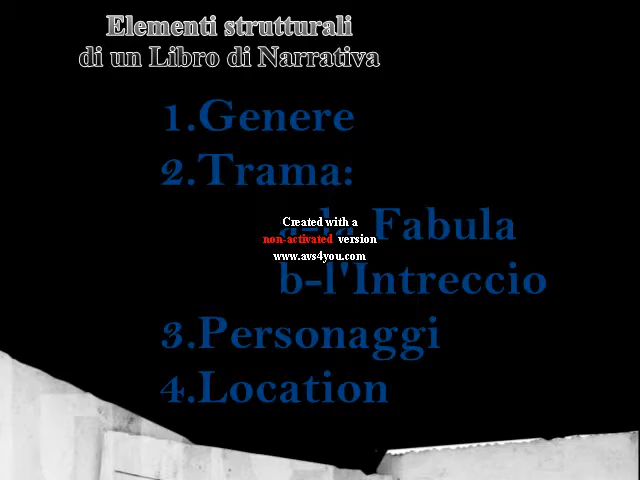 Elementi strutturali
di un Libro di Narrativa
1.Genere
2.Trama:
a-la Fabula
Created with a
non-activated version
www.avs4you.com
b-l'Intreccio
3.Personaggi
4.Location